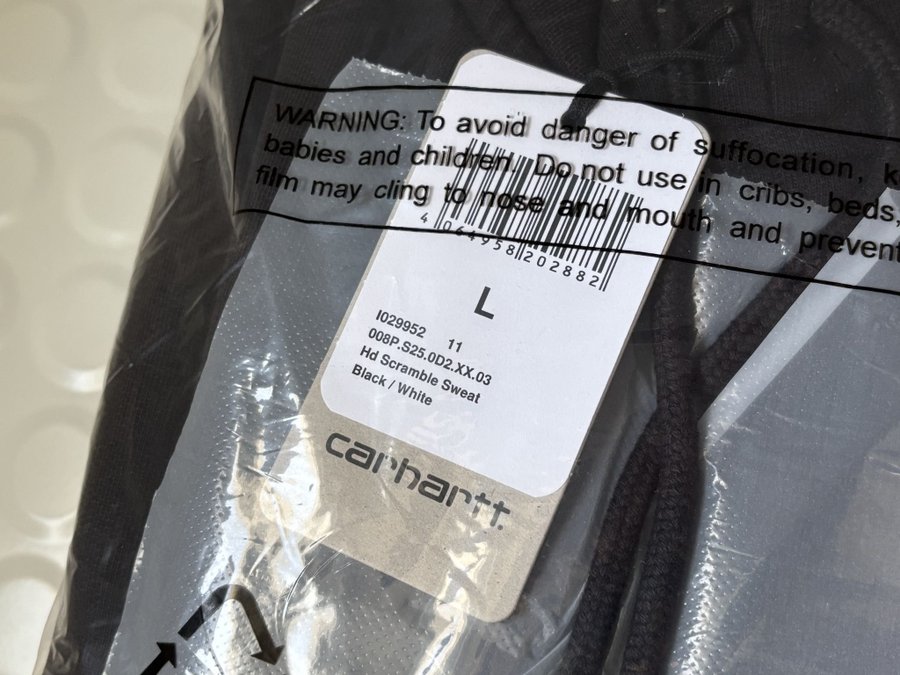 WARNING: To avoid danger of suffocation, k
babies and children. Do not use in cribs, beds,
film may cling to nose and mouth and prevent
4 064958 202882
L
I029952 11
008P.S25.0D2.XX.03
Hd Scramble Sweat
Black / White
carhartt.